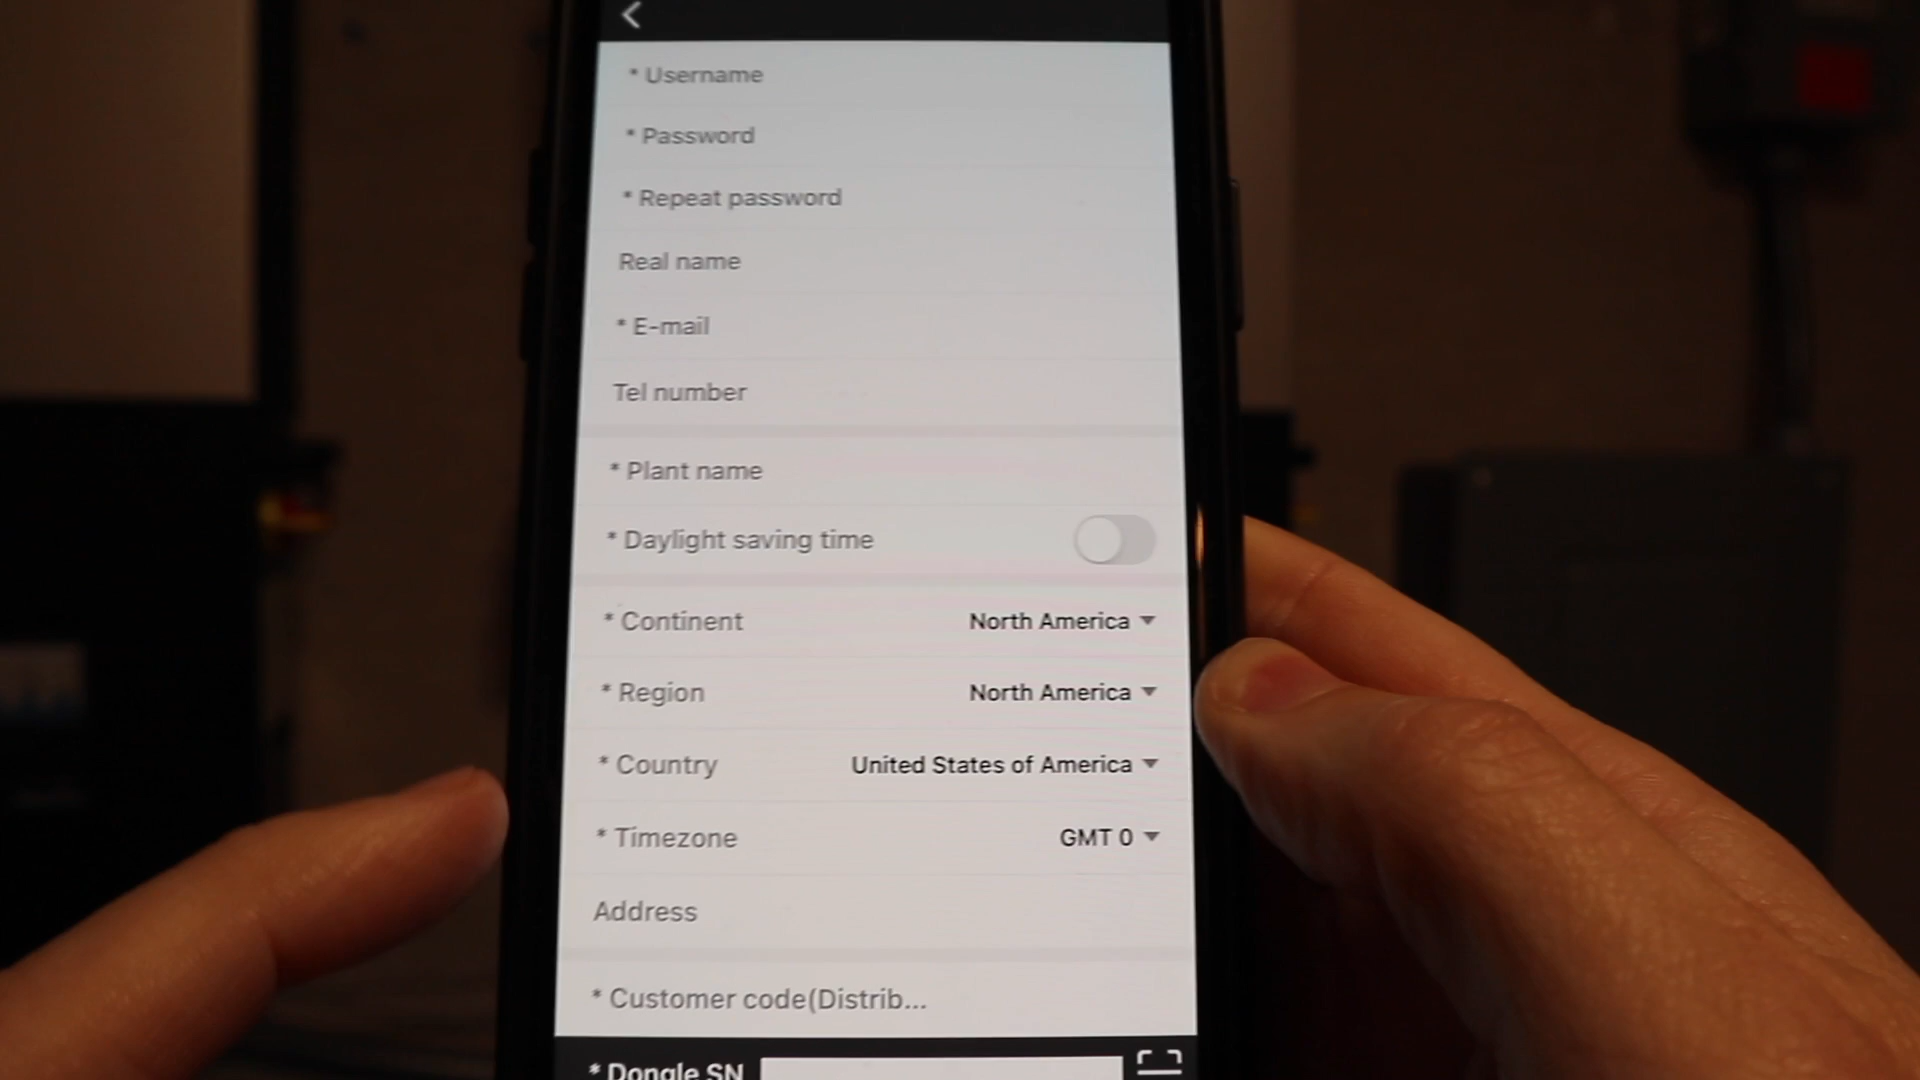 * Username
* Password
* Repeat password
Real name
* E-mail
Tel number
* Plant name
* Daylight saving time
* Continent North America
* Region North America
* Country United States of America
* Timezone GMT 0
Address
* Customer code(Distrib...
* Dongle SN